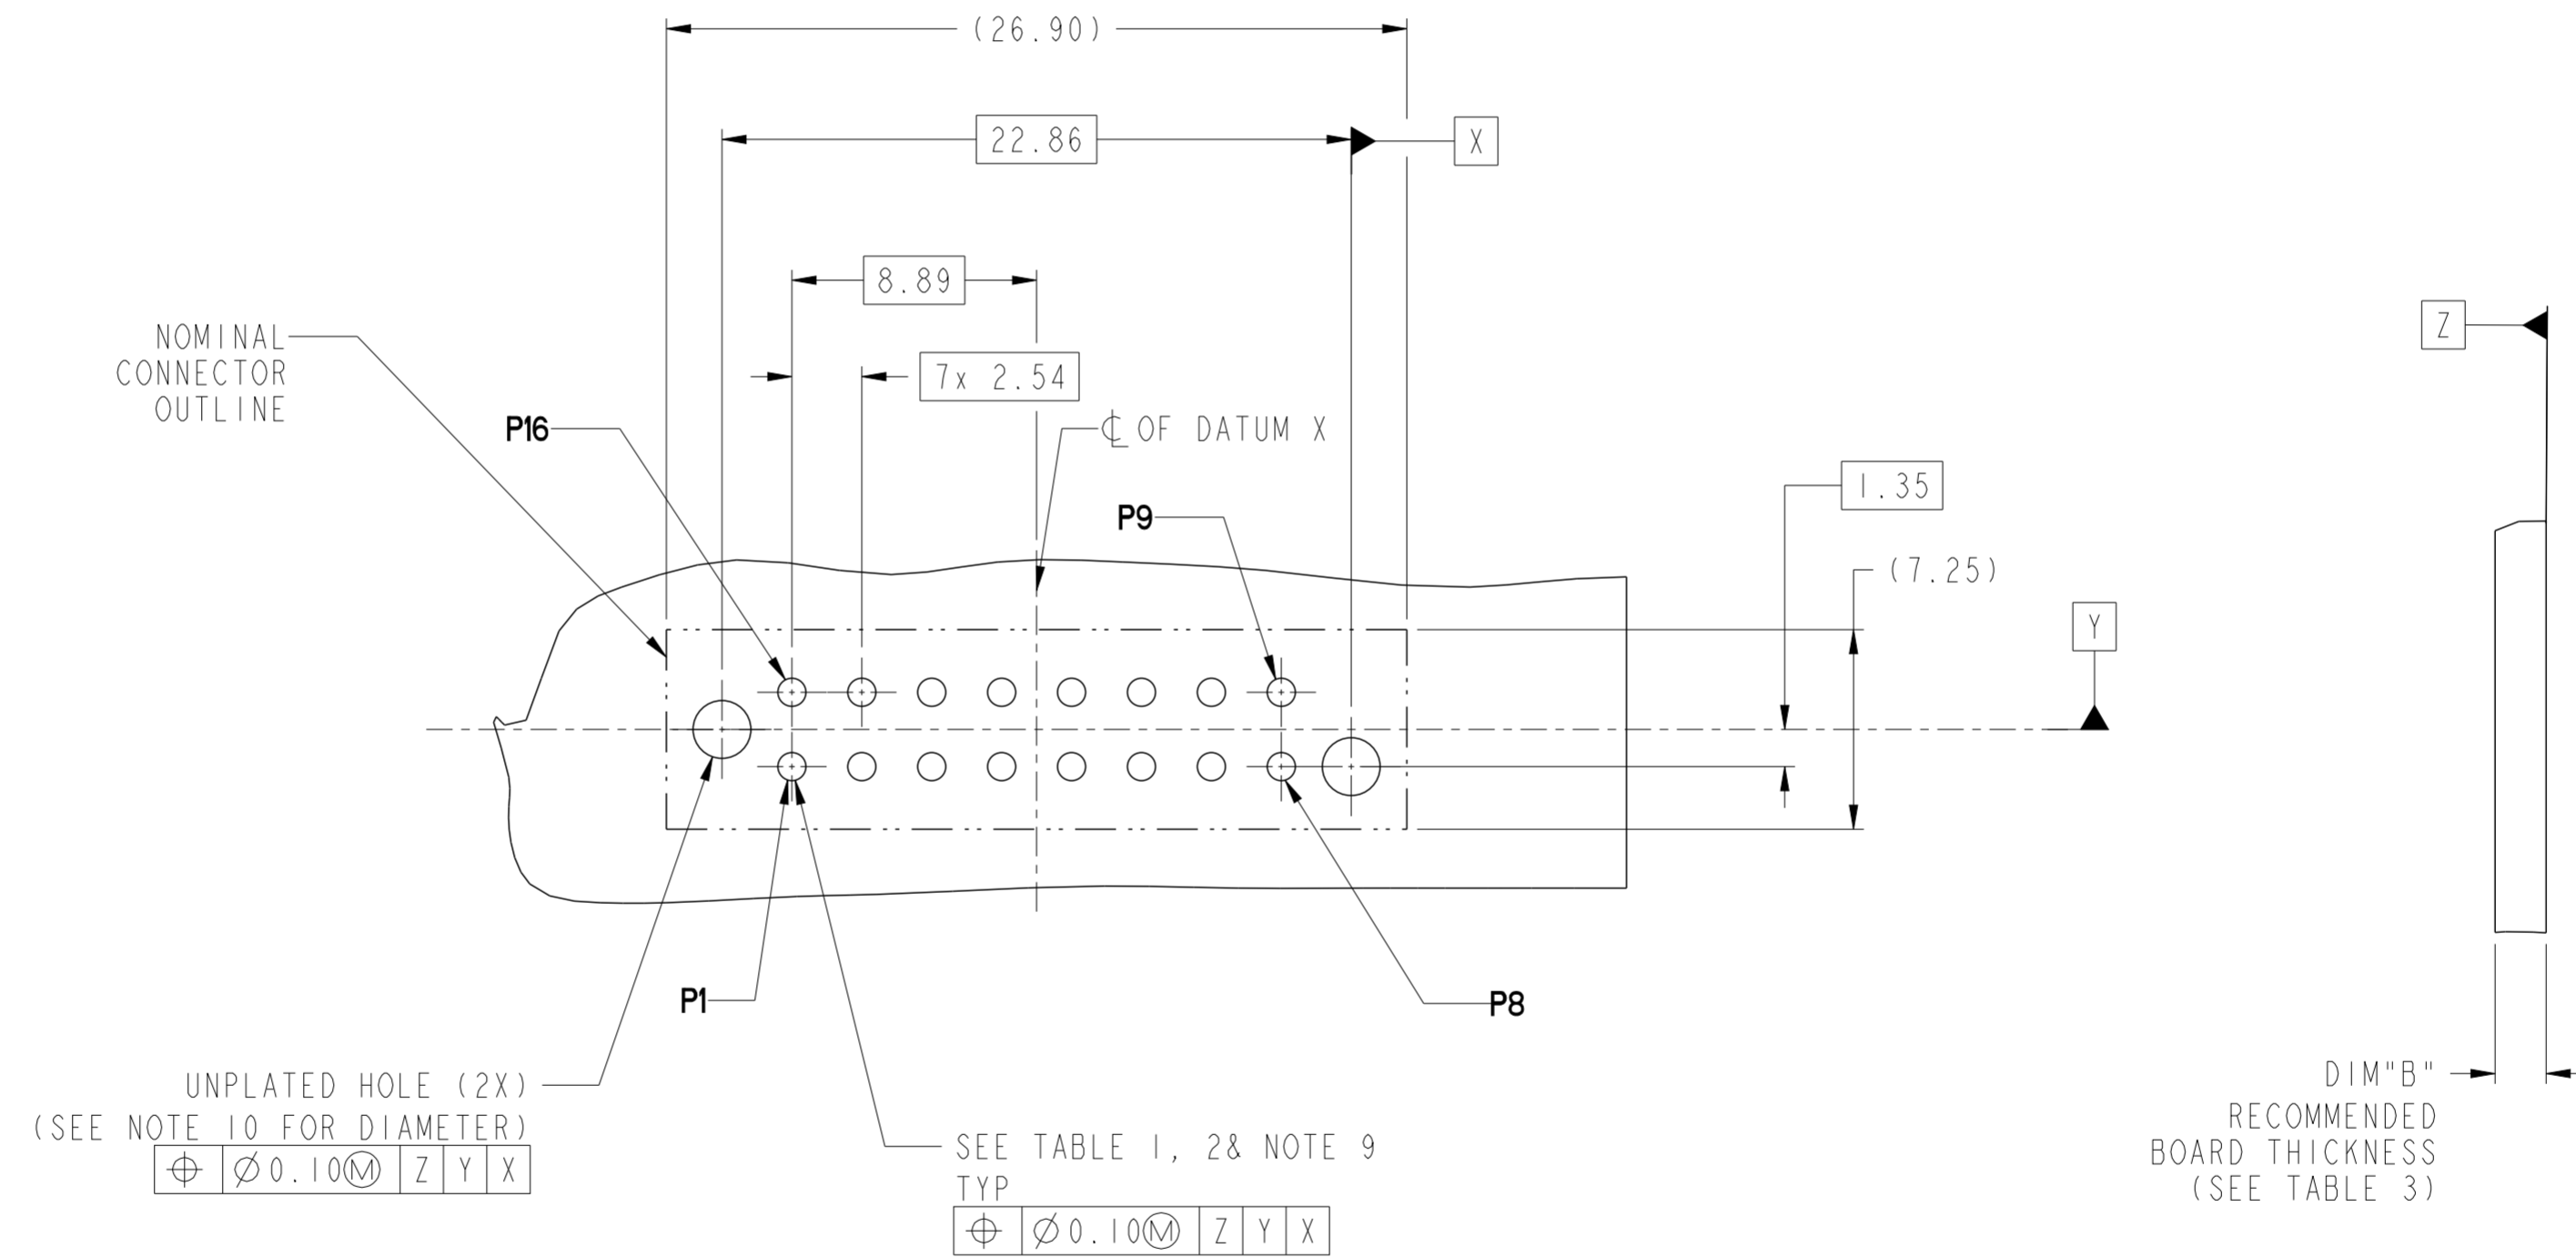 (26.90)
22.86
X
8.89
Z
NOMINAL
CONNECTOR
OUTLINE
7x 2.54
P16
℄ OF DATUM X
1.35
P9
(7.25)
Y
P1
P8
UNPLATED HOLE (2X)
(SEE NOTE 10 FOR DIAMETER)
⌖ ∅0.10Ⓜ Z Y X
SEE TABLE 1, 2& NOTE 9
TYP
⌖ ∅0.10Ⓜ Z Y X
DIM"B"
RECOMMENDED
BOARD THICKNESS
(SEE TABLE 3)